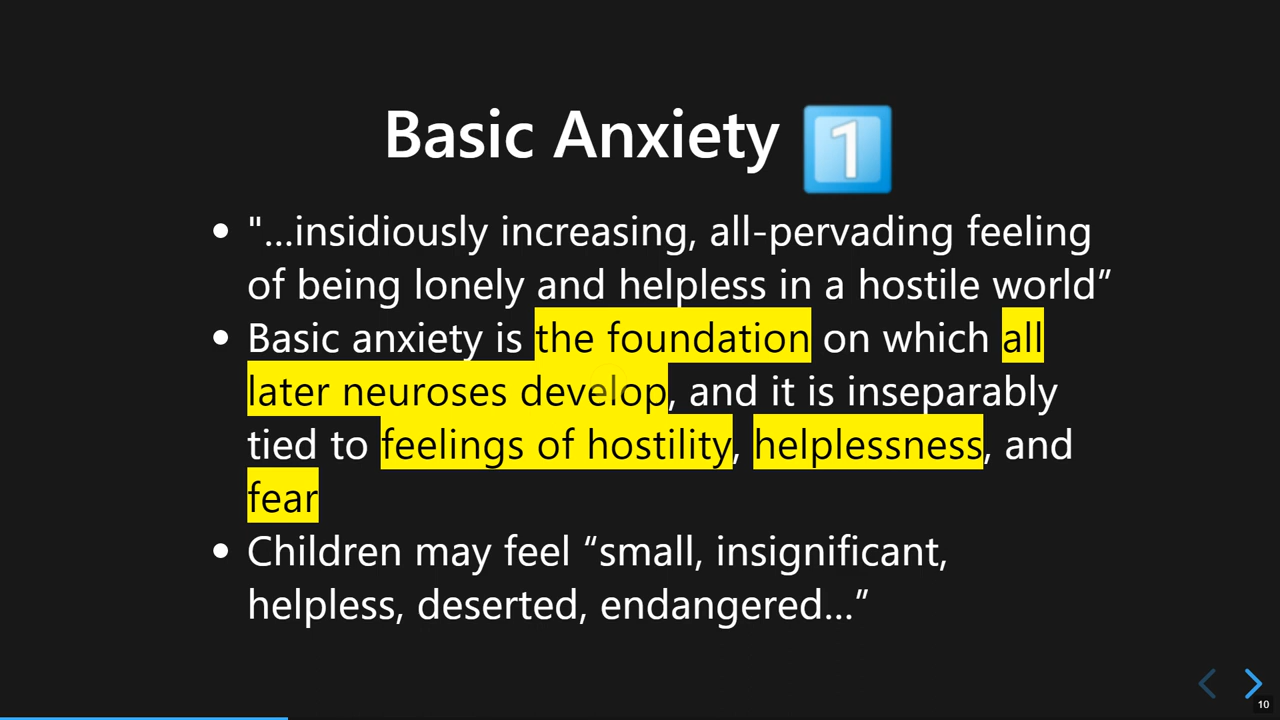 Basic Anxiety 1️⃣
• "...insidiously increasing, all-pervading feeling
of being lonely and helpless in a hostile world”
• Basic anxiety is the foundation on which all
later neuroses develop, and it is inseparably
tied to feelings of hostility, helplessness, and
fear
• Children may feel “small, insignificant,
helpless, deserted, endangered...”
10